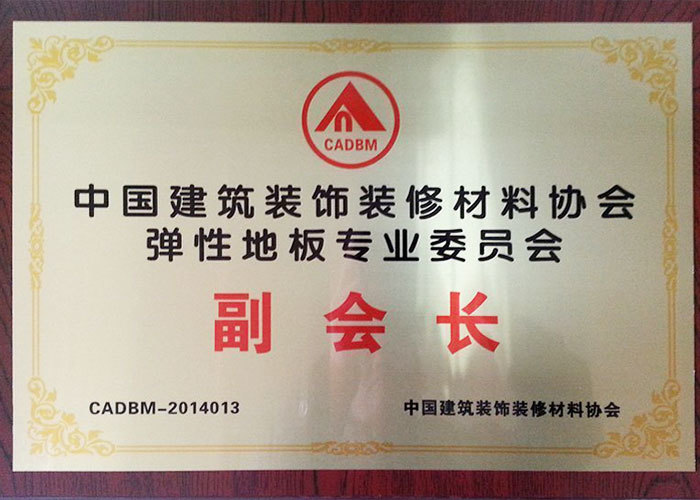 CADBM
中国建筑装饰装修材料协会
弹性地板专业委员会
副会长
CADBM-2014013
中国建筑装饰装修材料协会